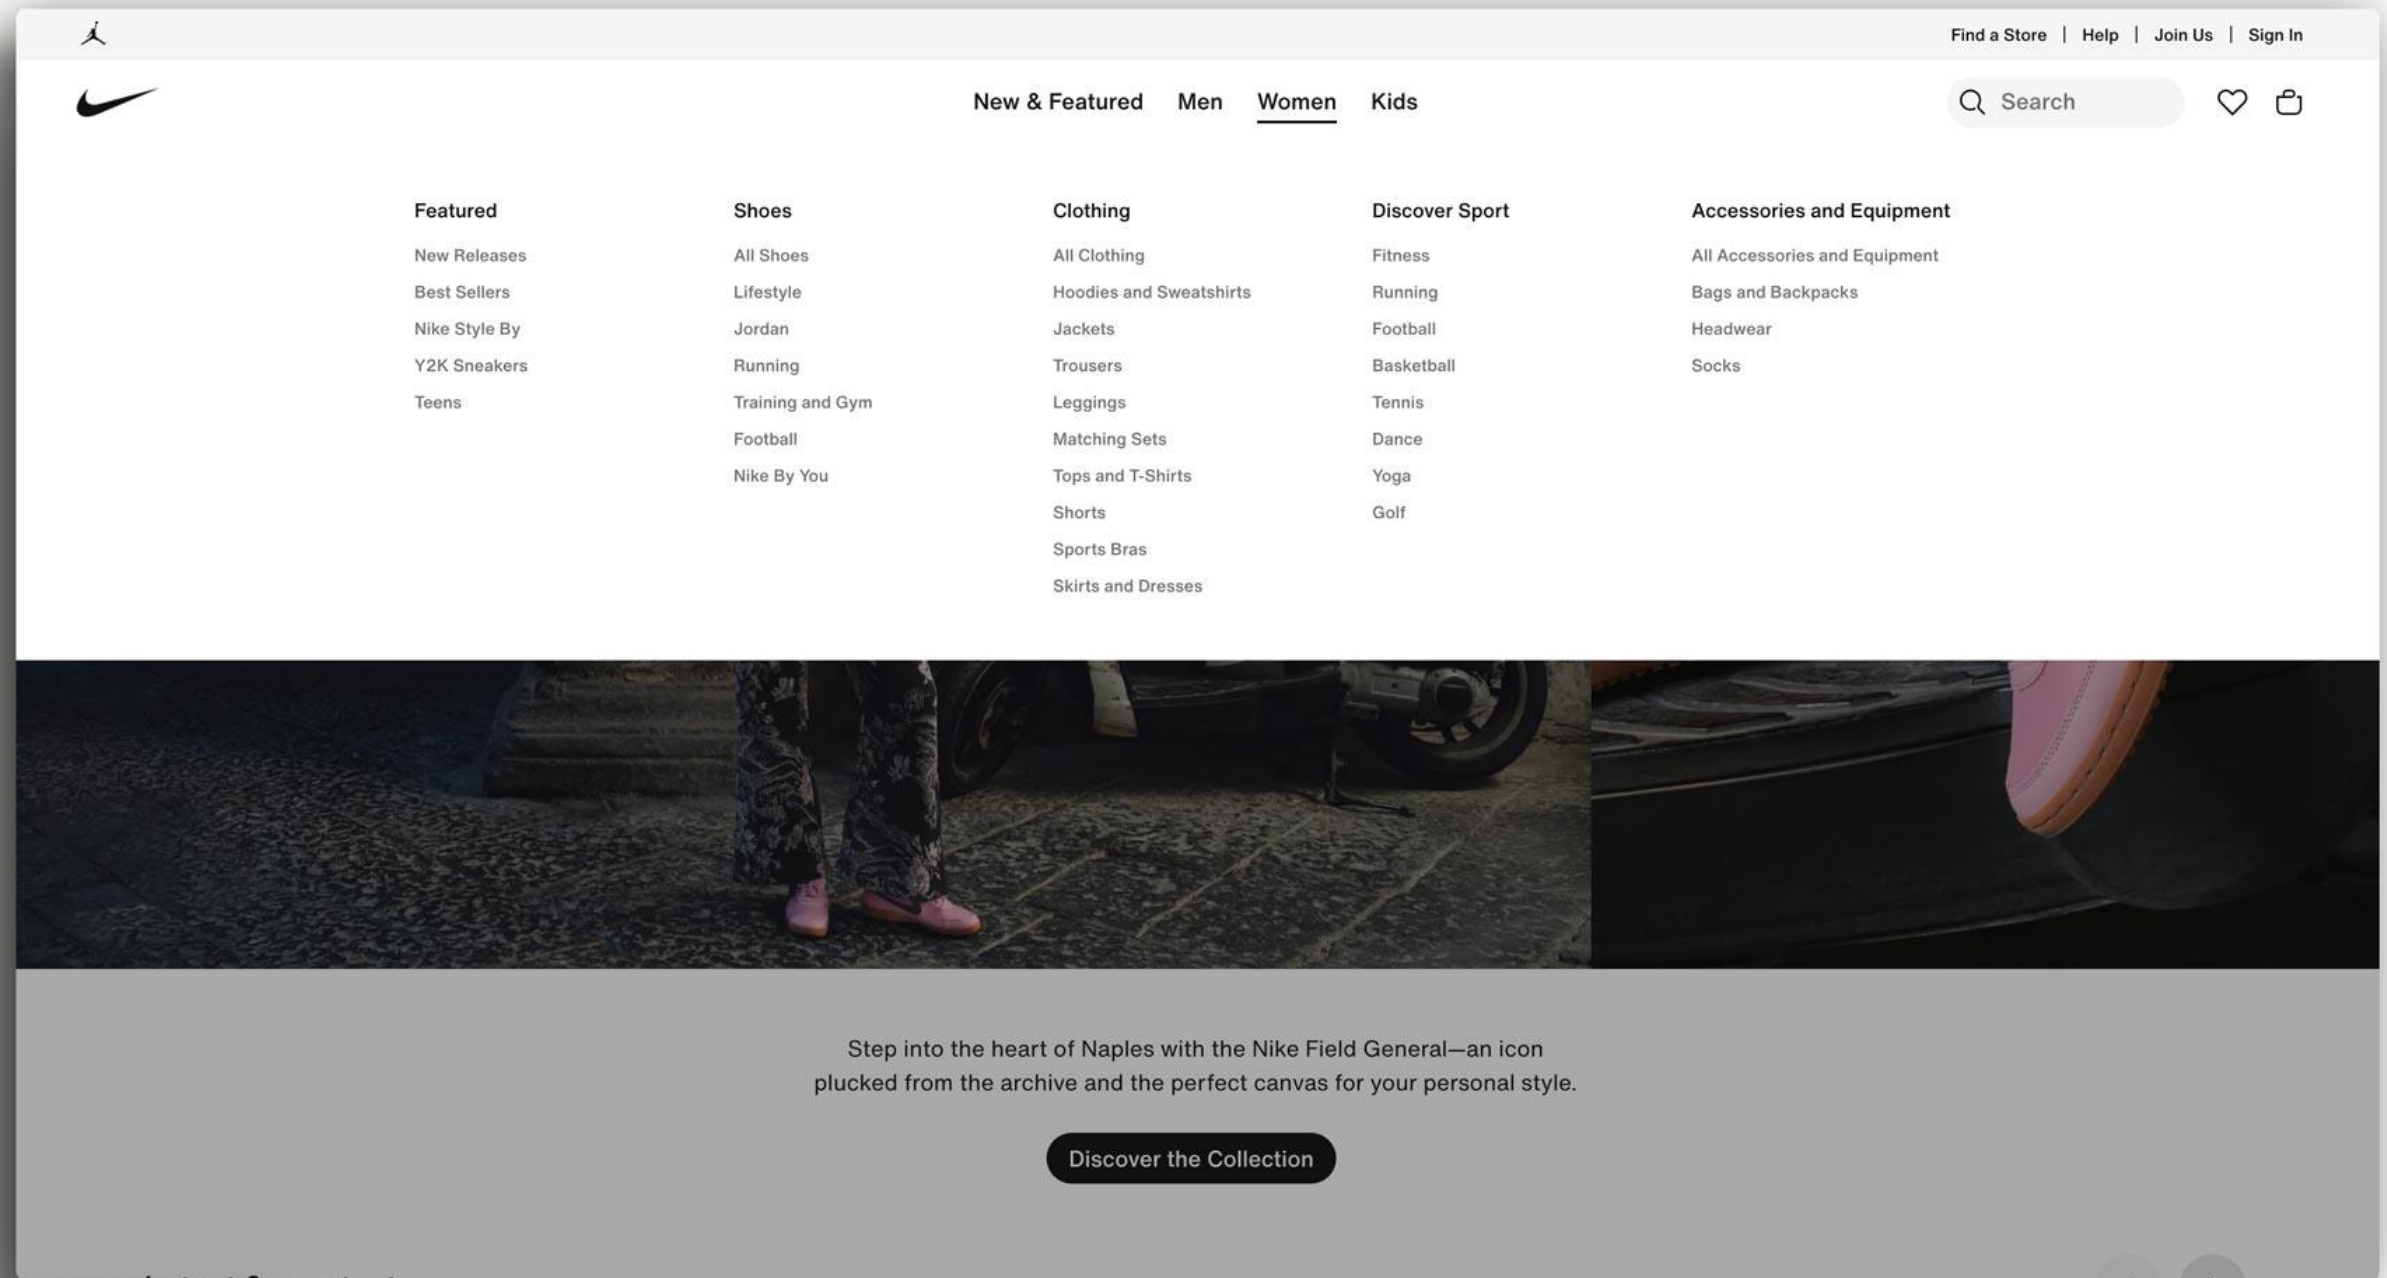 Find a Store | Help | Join Us | Sign In
New & Featured Men Women Kids
Search
Featured
New Releases
Best Sellers
Nike Style By
Y2K Sneakers
Teens
Shoes
All Shoes
Lifestyle
Jordan
Running
Training and Gym
Football
Nike By You
Clothing
All Clothing
Hoodies and Sweatshirts
Jackets
Trousers
Leggings
Matching Sets
Tops and T-Shirts
Shorts
Sports Bras
Skirts and Dresses
Discover Sport
Fitness
Running
Football
Basketball
Tennis
Dance
Yoga
Golf
Accessories and Equipment
All Accessories and Equipment
Bags and Backpacks
Headwear
Socks
Step into the heart of Naples with the Nike Field General—an icon
plucked from the archive and the perfect canvas for your personal style.
Discover the Collection